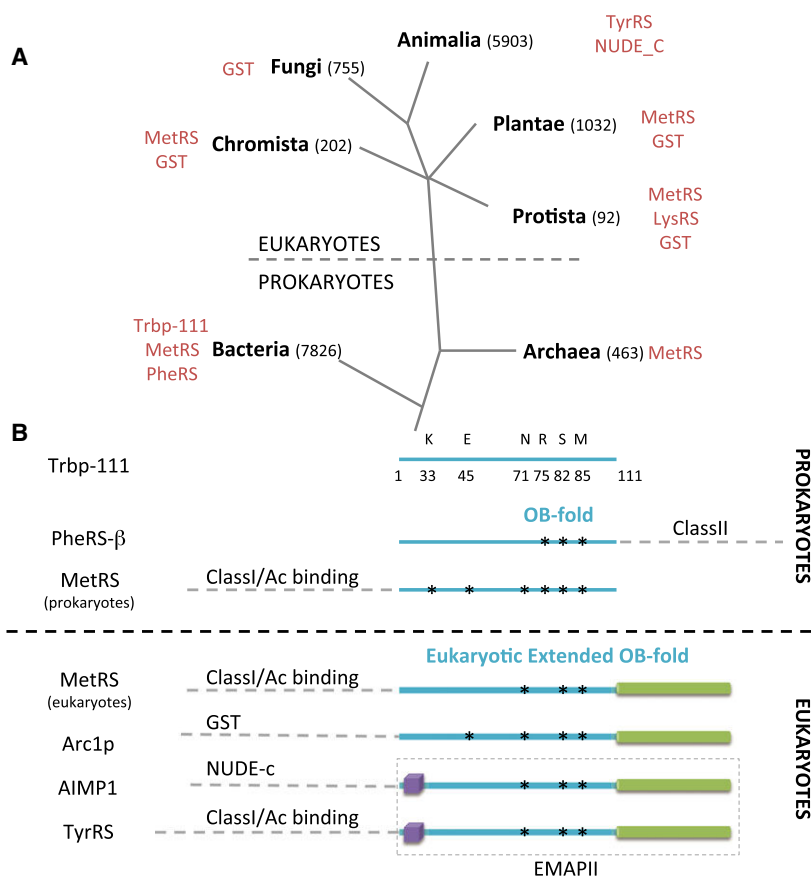 A
TyrRS
NUDE_C
Animalia (5903)
GST
Fungi (755)
Plantae (1032)
MetRS
GST
MetRS
GST
Chromista (202)
MetRS
LysRS
GST
Protista (92)
EUKARYOTES
PROKARYOTES
Trbp-111
MetRS
PheRS
Bacteria (7826)
Archaea (463) MetRS
B
K E N R S M
Trbp-111
1 33 45 71 75 82 85 111
OB-fold
ClassII
PheRS-β
* * *
MetRS
(prokaryotes)
ClassI/Ac binding
* * * * * *
PROKARYOTES
Eukaryotic Extended OB-fold
MetRS
(eukaryotes)
ClassI/Ac binding
* * *
GST
Arc1p
* * * *
NUDE-c
AIMP1
* * *
ClassI/Ac binding
TyrRS
* * *
EMAPII
EUKARYOTES